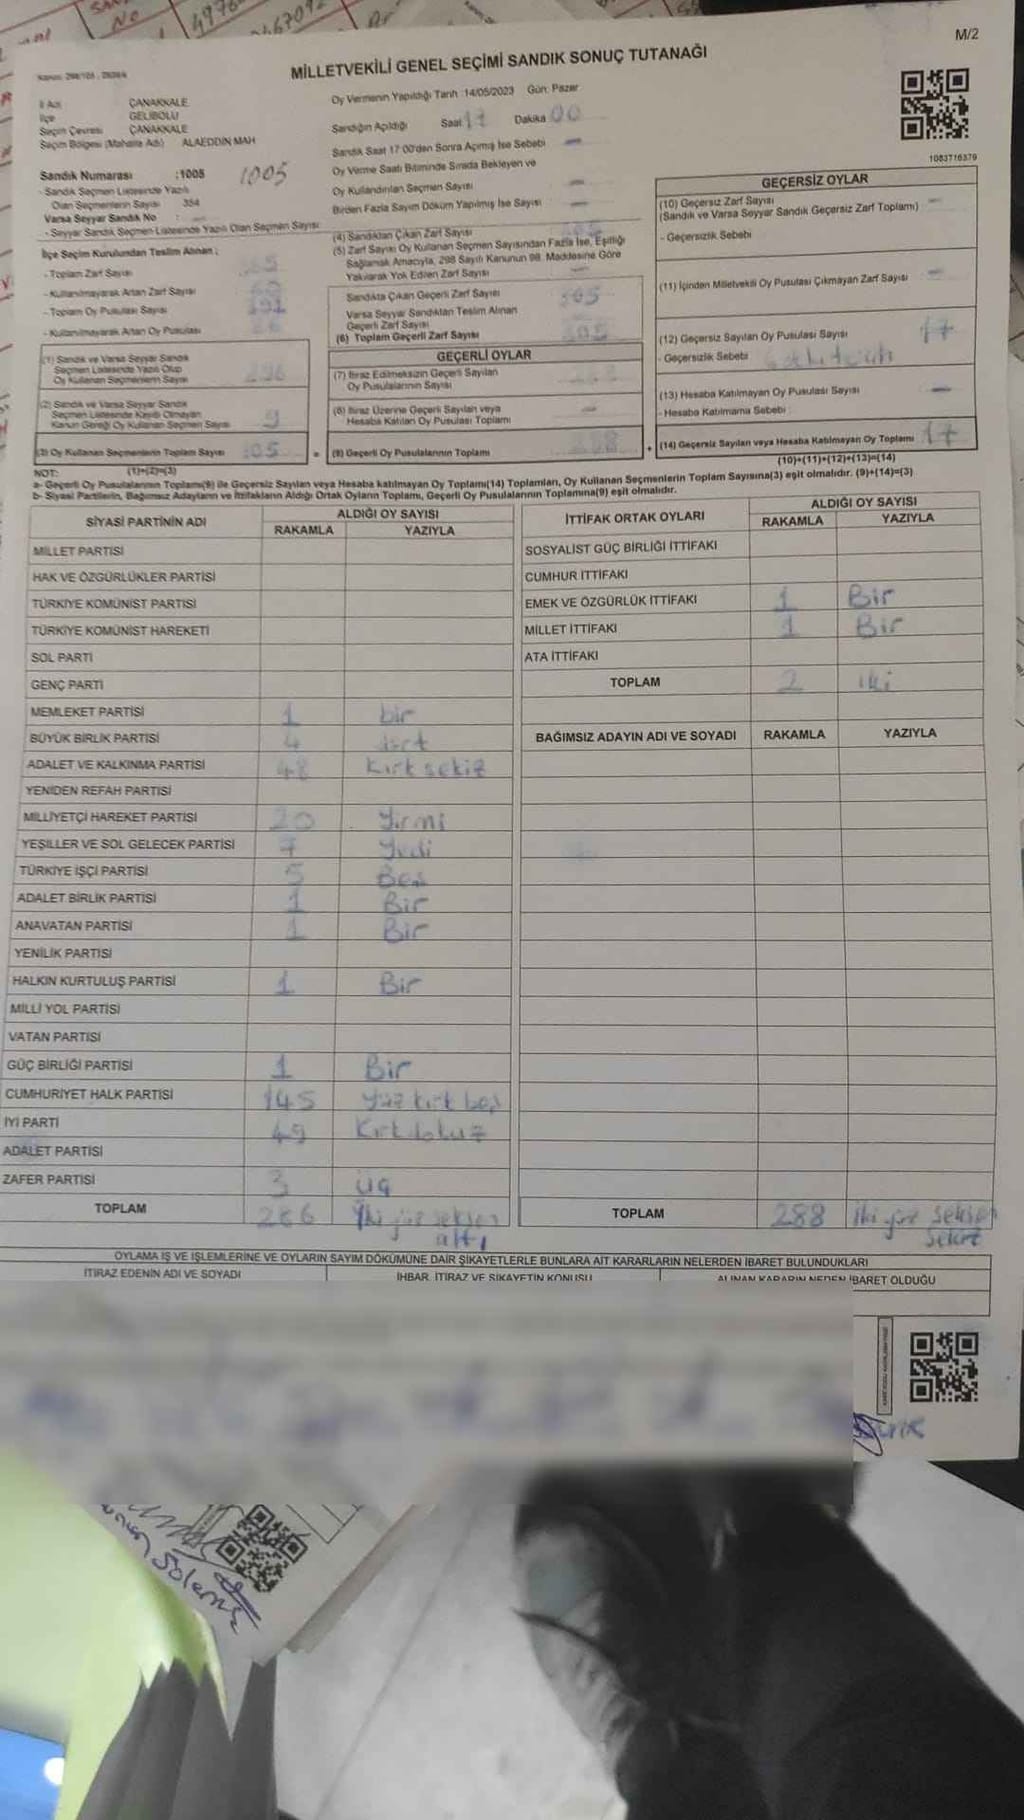 M/2
MİLLETVEKİLİ GENEL SEÇİMİ SANDIK SONUÇ TUTANAĞI
İl Adı ÇANAKKALE
İlçe GELİBOLU
Seçim Çevresi ÇANAKKALE
Seçim Bölgesi (Mahalle Adı) ALAEDDİN MAH
Sandık Numarası :1005 1005
- Sandık Seçmen Listesinde Yazılı
Olan Seçmenlerin Sayısı 354
Varsa Seyyar Sandık No :
- Seyyar Sandık Seçmen Listesinde Yazılı Olan Seçmen Sayısı
İlçe Seçim Kurulundan Teslim Alınan ;
- Toplam Zarf Sayısı
- Kullanılmayarak Artan Zarf Sayısı
- Toplam Oy Pusulası Sayısı
- Kullanılmayarak Artan Oy Pusulası
(1) Sandık ve Varsa Seyyar Sandık
Seçmen Listesinde Yazılı Olup
Oy Kullanan Seçmenlerin Sayısı 296
(2) Sandık ve Varsa Seyyar Sandık
Seçmen Listesinde Kaydı Olmayan
Kanun Gereği Oy Kullanan Seçmen Sayısı 9
(3) Oy Kullanan Seçmenlerin Toplam Sayısı 305
(1)+(2)=(3)
Oy Vermenin Yapıldığı Tarih :14/05/2023 Gün: Pazar
Sandığın Açıldığı Saat 17 Dakika 00
Sandık Saat 17:00'den Sonra Açılmış İse Sebebi —
Oy Verme Saati Bitiminde Sırada Bekleyen ve
Oy Kullandırılan Seçmen Sayısı —
Birden Fazla Sayım Döküm Yapılmış İse Sayısı —
(4) Sandıktan Çıkan Zarf Sayısı
(5) Zarf Sayısı Oy Kullanan Seçmen Sayısından Fazla İse, Eşitliği
Sağlamak Amacıyla, 298 Sayılı Kanunun 98. Maddesine Göre
Yakılarak Yok Edilen Zarf Sayısı —
Sandıkta Çıkan Geçerli Zarf Sayısı 305
Varsa Seyyar Sandıktan Teslim Alınan
Geçerli Zarf Sayısı
(6) Toplam Geçerli Zarf Sayısı 305
GEÇERLİ OYLAR
(7) İtiraz Edilmeksizin Geçerli Sayılan
Oy Pusulalarının Sayısı 288
(8) İtiraz Üzerine Geçerli Sayılan veya
Hesaba Katılan Oy Pusulası Toplamı —
(9) Geçerli Oy Pusulalarının Toplamı 288
1083716379
GEÇERSİZ OYLAR
(10) Geçersiz Zarf Sayısı
(Sandık ve Varsa Seyyar Sandık Geçersiz Zarf Toplamı) —
- Geçersizlik Sebebi
(11) İçinden Milletvekili Oy Pusulası Çıkmayan Zarf Sayısı —
(12) Geçersiz Sayılan Oy Pusulası Sayısı 17
- Geçersizlik Sebebi
(13) Hesaba Katılmayan Oy Pusulası Sayısı —
- Hesaba Katılmama Sebebi
(14) Geçersiz Sayılan veya Hesaba Katılmayan Oy Toplamı 17
(10)+(11)+(12)+(13)=(14)
NOT:
a- Geçerli Oy Pusulalarının Toplamı(9) ile Geçersiz Sayılan veya Hesaba katılmayan Oy Toplamı(14) Toplamları, Oy Kullanan Seçmenlerin Toplam Sayısına(3) eşit olmalıdır. (9)+(14)=(3)
b- Siyasi Partilerin, Bağımsız Adayların ve İttifakların Aldığı Ortak Oyların Toplamı, Geçerli Oy Pusulalarının Toplamına(9) eşit olmalıdır.
SİYASİ PARTİNİN ADI ALDIĞI OY SAYISI
RAKAMLA YAZIYLA
MİLLET PARTİSİ
HAK VE ÖZGÜRLÜKLER PARTİSİ
TÜRKİYE KOMÜNİST PARTİSİ
TÜRKİYE KOMÜNİST HAREKETİ
SOL PARTİ
GENÇ PARTİ
MEMLEKET PARTİSİ 1 bir
BÜYÜK BİRLİK PARTİSİ 4 dört
ADALET VE KALKINMA PARTİSİ 48 Kırk sekiz
YENİDEN REFAH PARTİSİ
MİLLİYETÇİ HAREKET PARTİSİ 20 Yirmi
YEŞİLLER VE SOL GELECEK PARTİSİ 7 Yedi
TÜRKİYE İŞÇİ PARTİSİ 5 Beş
ADALET BİRLİK PARTİSİ 1 Bir
ANAVATAN PARTİSİ 1 Bir
YENİLİK PARTİSİ
HALKIN KURTULUŞ PARTİSİ 1 Bir
MİLLİ YOL PARTİSİ
VATAN PARTİSİ
GÜÇ BİRLİĞİ PARTİSİ 1 Bir
CUMHURİYET HALK PARTİSİ 145 Yüz kırk beş
İYİ PARTİ 49 Kırk dokuz
ADALET PARTİSİ
ZAFER PARTİSİ 3 üç
TOPLAM 286 İki yüz seksen
altı
İTTİFAK ORTAK OYLARI ALDIĞI OY SAYISI
RAKAMLA YAZIYLA
SOSYALİST GÜÇ BİRLİĞİ İTTİFAKI
CUMHUR İTTİFAKI
EMEK VE ÖZGÜRLÜK İTTİFAKI 1 Bir
MİLLET İTTİFAKI 1 Bir
ATA İTTİFAKI
TOPLAM 2 iki
BAĞIMSIZ ADAYIN ADI VE SOYADI RAKAMLA YAZIYLA
TOPLAM 288 İki yüz seksen
sekiz
OYLAMA İŞ VE İŞLEMLERİNE VE OYLARIN SAYIM DÖKÜMÜNE DAİR ŞİKAYETLERLE BUNLARA AİT KARARLARIN NELERDEN İBARET BULUNDUKLARI
İTİRAZ EDENİN ADI VE SOYADI İHBAR, İTİRAZ VE ŞİKAYETİN KONUSU ALINAN KARARIN NEDEN İBARET OLDUĞU